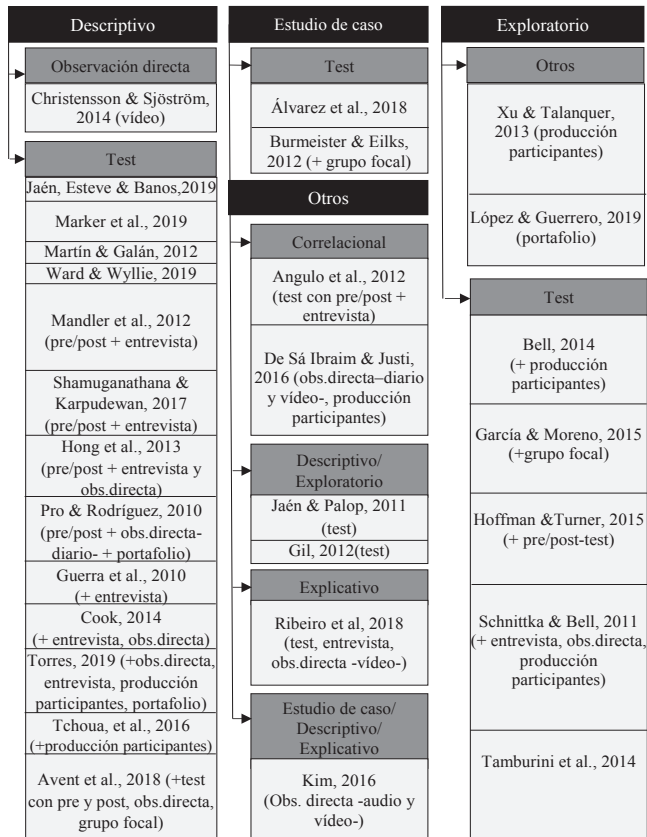 Descriptivo
Observación directa
Christensson & Sjöström,
2014 (vídeo)
Test
Jaén, Esteve & Banos,2019
Marker et al., 2019
Martín & Galán, 2012
Ward & Wyllie, 2019
Mandler et al., 2012
(pre/post + entrevista)
Shamuganathana &
Karpudewan, 2017
(pre/post + entrevista)
Hong et al., 2013
(pre/post + entrevista y
obs.directa)
Pro & Rodríguez, 2010
(pre/post + obs.directa-
diario- + portafolio)
Guerra et al., 2010
(+ entrevista)
Cook, 2014
(+ entrevista, obs.directa)
Torres, 2019 (+obs.directa,
entrevista, producción
participantes, portafolio)
Tchoua, et al., 2016
(+producción participantes)
Avent et al., 2018 (+test
con pre y post, obs.directa,
grupo focal)
Estudio de caso
Test
Álvarez et al., 2018
Burmeister & Eilks,
2012 (+ grupo focal)
Otros
Correlacional
Angulo et al., 2012
(test con pre/post +
entrevista)
De Sá Ibraim & Justi,
2016 (obs.directa–diario
y vídeo-, producción
participantes)
Descriptivo/
Exploratorio
Jaén & Palop, 2011
(test)
Gil, 2012(test)
Explicativo
Ribeiro et al, 2018
(test, entrevista,
obs.directa -vídeo-)
Estudio de caso/
Descriptivo/
Explicativo
Kim, 2016
(Obs. directa -audio y
vídeo-)
Exploratorio
Otros
Xu & Talanquer,
2013 (producción
participantes)
López & Guerrero, 2019
(portafolio)
Test
Bell, 2014
(+ producción
participantes)
García & Moreno, 2015
(+grupo focal)
Hoffman &Turner, 2015
(+ pre/post-test)
Schnittka & Bell, 2011
(+ entrevista, obs.directa,
producción
participantes)
Tamburini et al., 2014